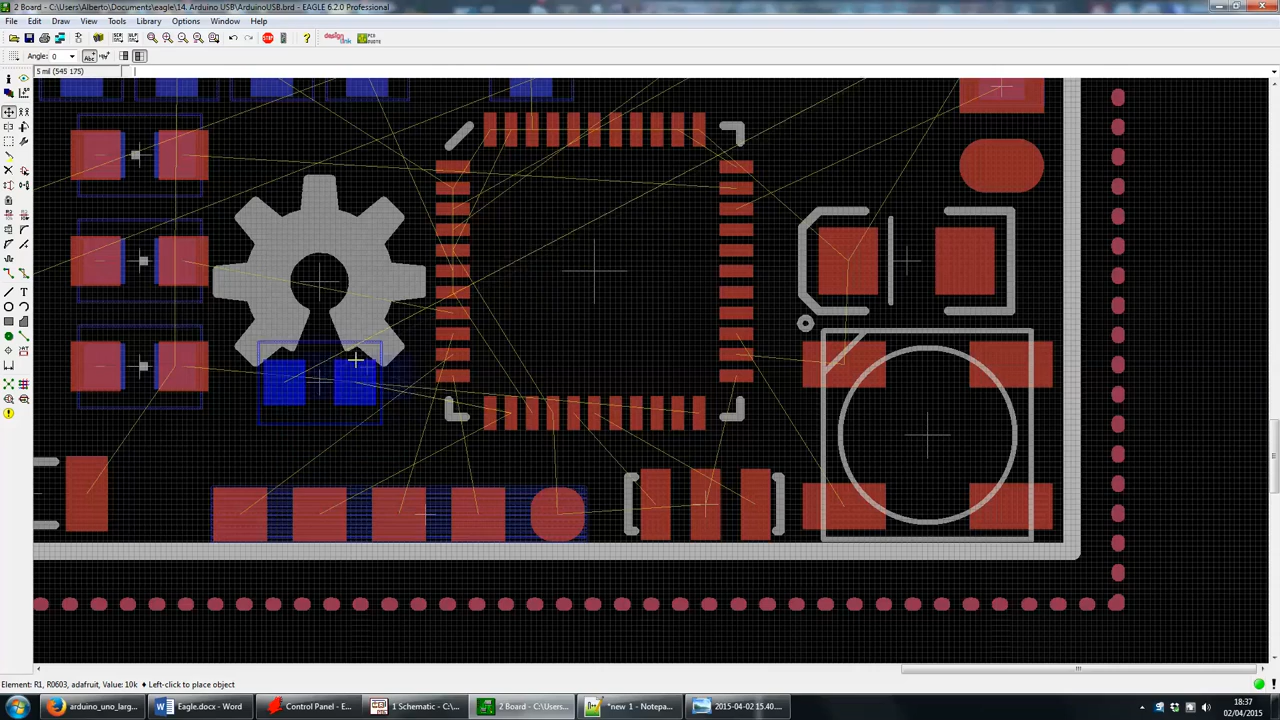 2 Board - C:\Users\Alberto\Documents\eagle\14. Arduino USB\ArduinoUSB.brd - EAGLE 6.2.0 Professional
File Edit Draw View Tools Library Options Window Help
Angle: 0
5 mil (545 175)
Element: R1, R0603, adafruit, Value: 10k ♦ Left-click to place object
arduino_uno_larg...
Eagle.docx - Word
Control Panel - E...
1 Schematic - C:\...
2 Board - C:\Users...
*new 1 - Notepa...
2015-04-02 15.40....
18:37
02/04/2015